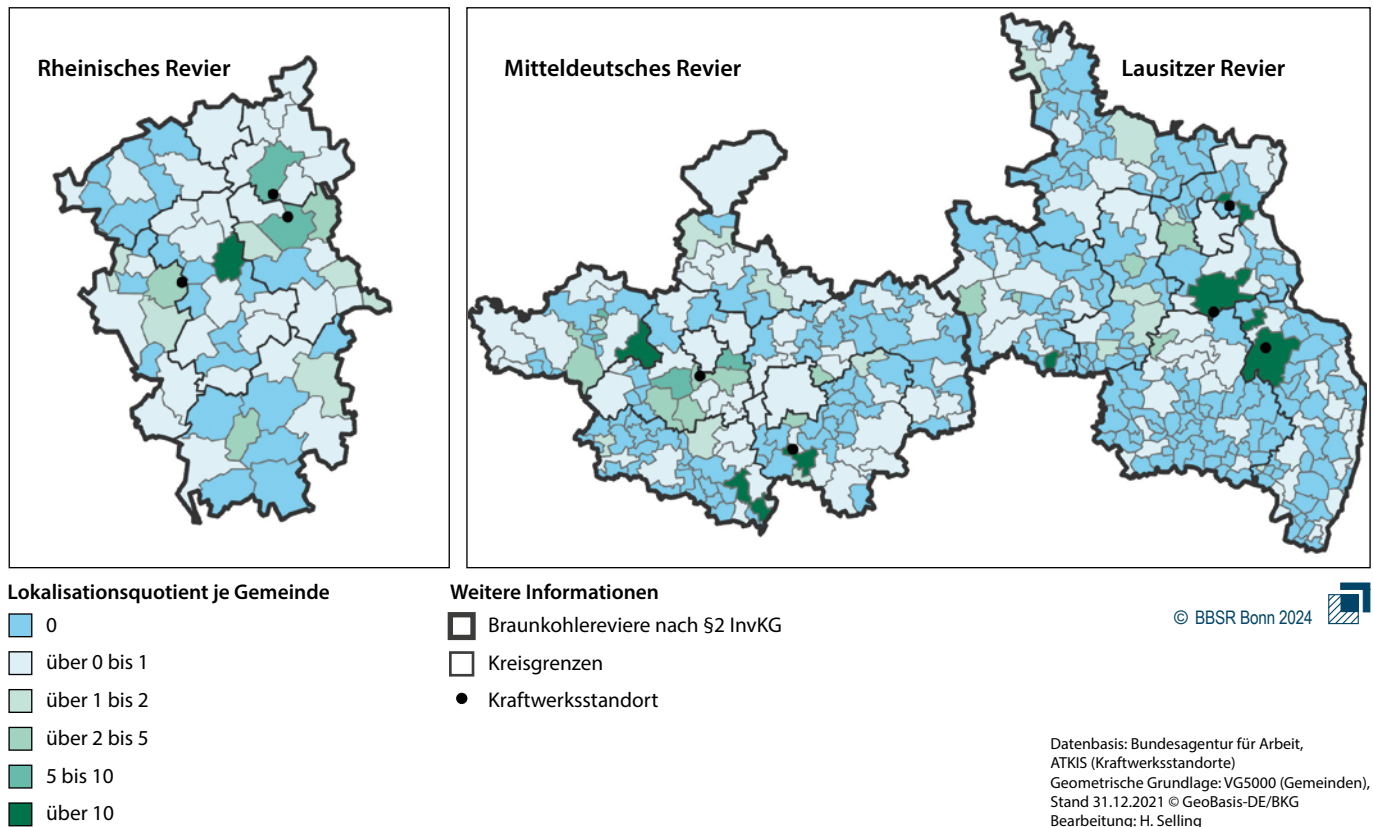 Rheinisches Revier
Mitteldeutsches Revier
Lausitzer Revier
Lokalisationsquotient je Gemeinde
0
über 0 bis 1
über 1 bis 2
über 2 bis 5
5 bis 10
über 10
Weitere Informationen
Braunkohlereviere nach §2 InvKG
Kreisgrenzen
Kraftwerksstandort
© BBSR Bonn 2024
Datenbasis: Bundesagentur für Arbeit,
ATKIS (Kraftwerksstandorte)
Geometrische Grundlage: VG5000 (Gemeinden),
Stand 31.12.2021 © GeoBasis-DE/BKG
Bearbeitung: H. Selling